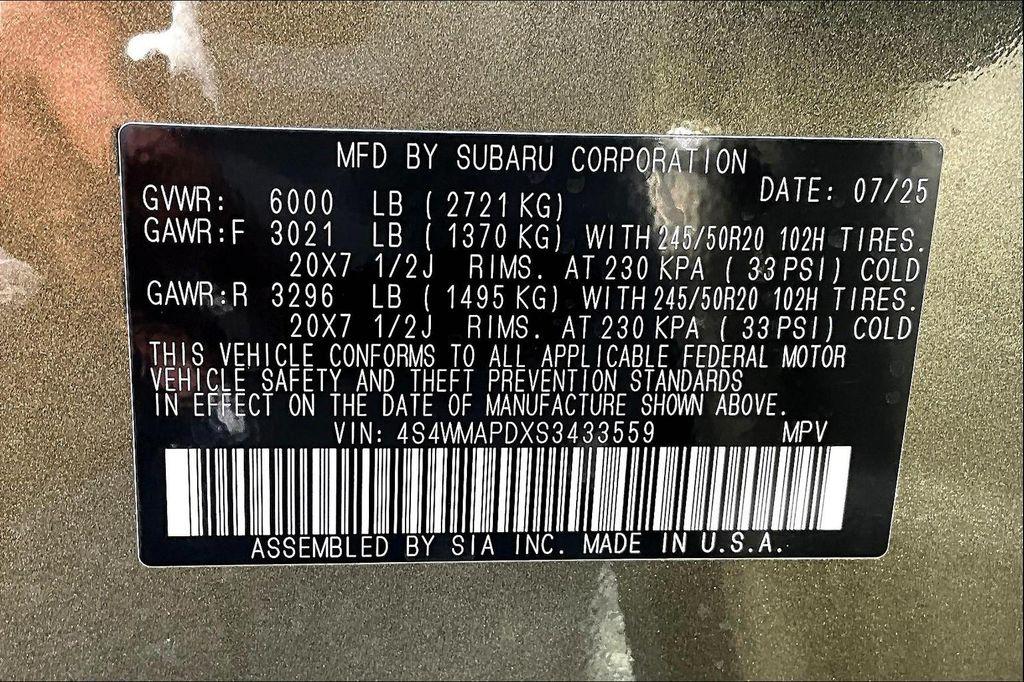 MFD BY SUBARU CORPORATION
DATE: 07/25
GVWR: 6000 LB ( 2721 KG)
GAWR:F 3021 LB ( 1370 KG) WITH 245/50R20 102H TIRES.
20X7 1/2J RIMS. AT 230 KPA ( 33 PSI) COLD
GAWR:R 3296 LB ( 1495 KG) WITH 245/50R20 102H TIRES.
20X7 1/2J RIMS. AT 230 KPA ( 33 PSI) COLD
THIS VEHICLE CONFORMS TO ALL APPLICABLE FEDERAL MOTOR
VEHICLE SAFETY AND THEFT PREVENTION STANDARDS
IN EFFECT ON THE DATE OF MANUFACTURE SHOWN ABOVE.
VIN: 4S4WMAPDXS3433559 MPV
ASSEMBLED BY SIA INC. MADE IN U.S.A.